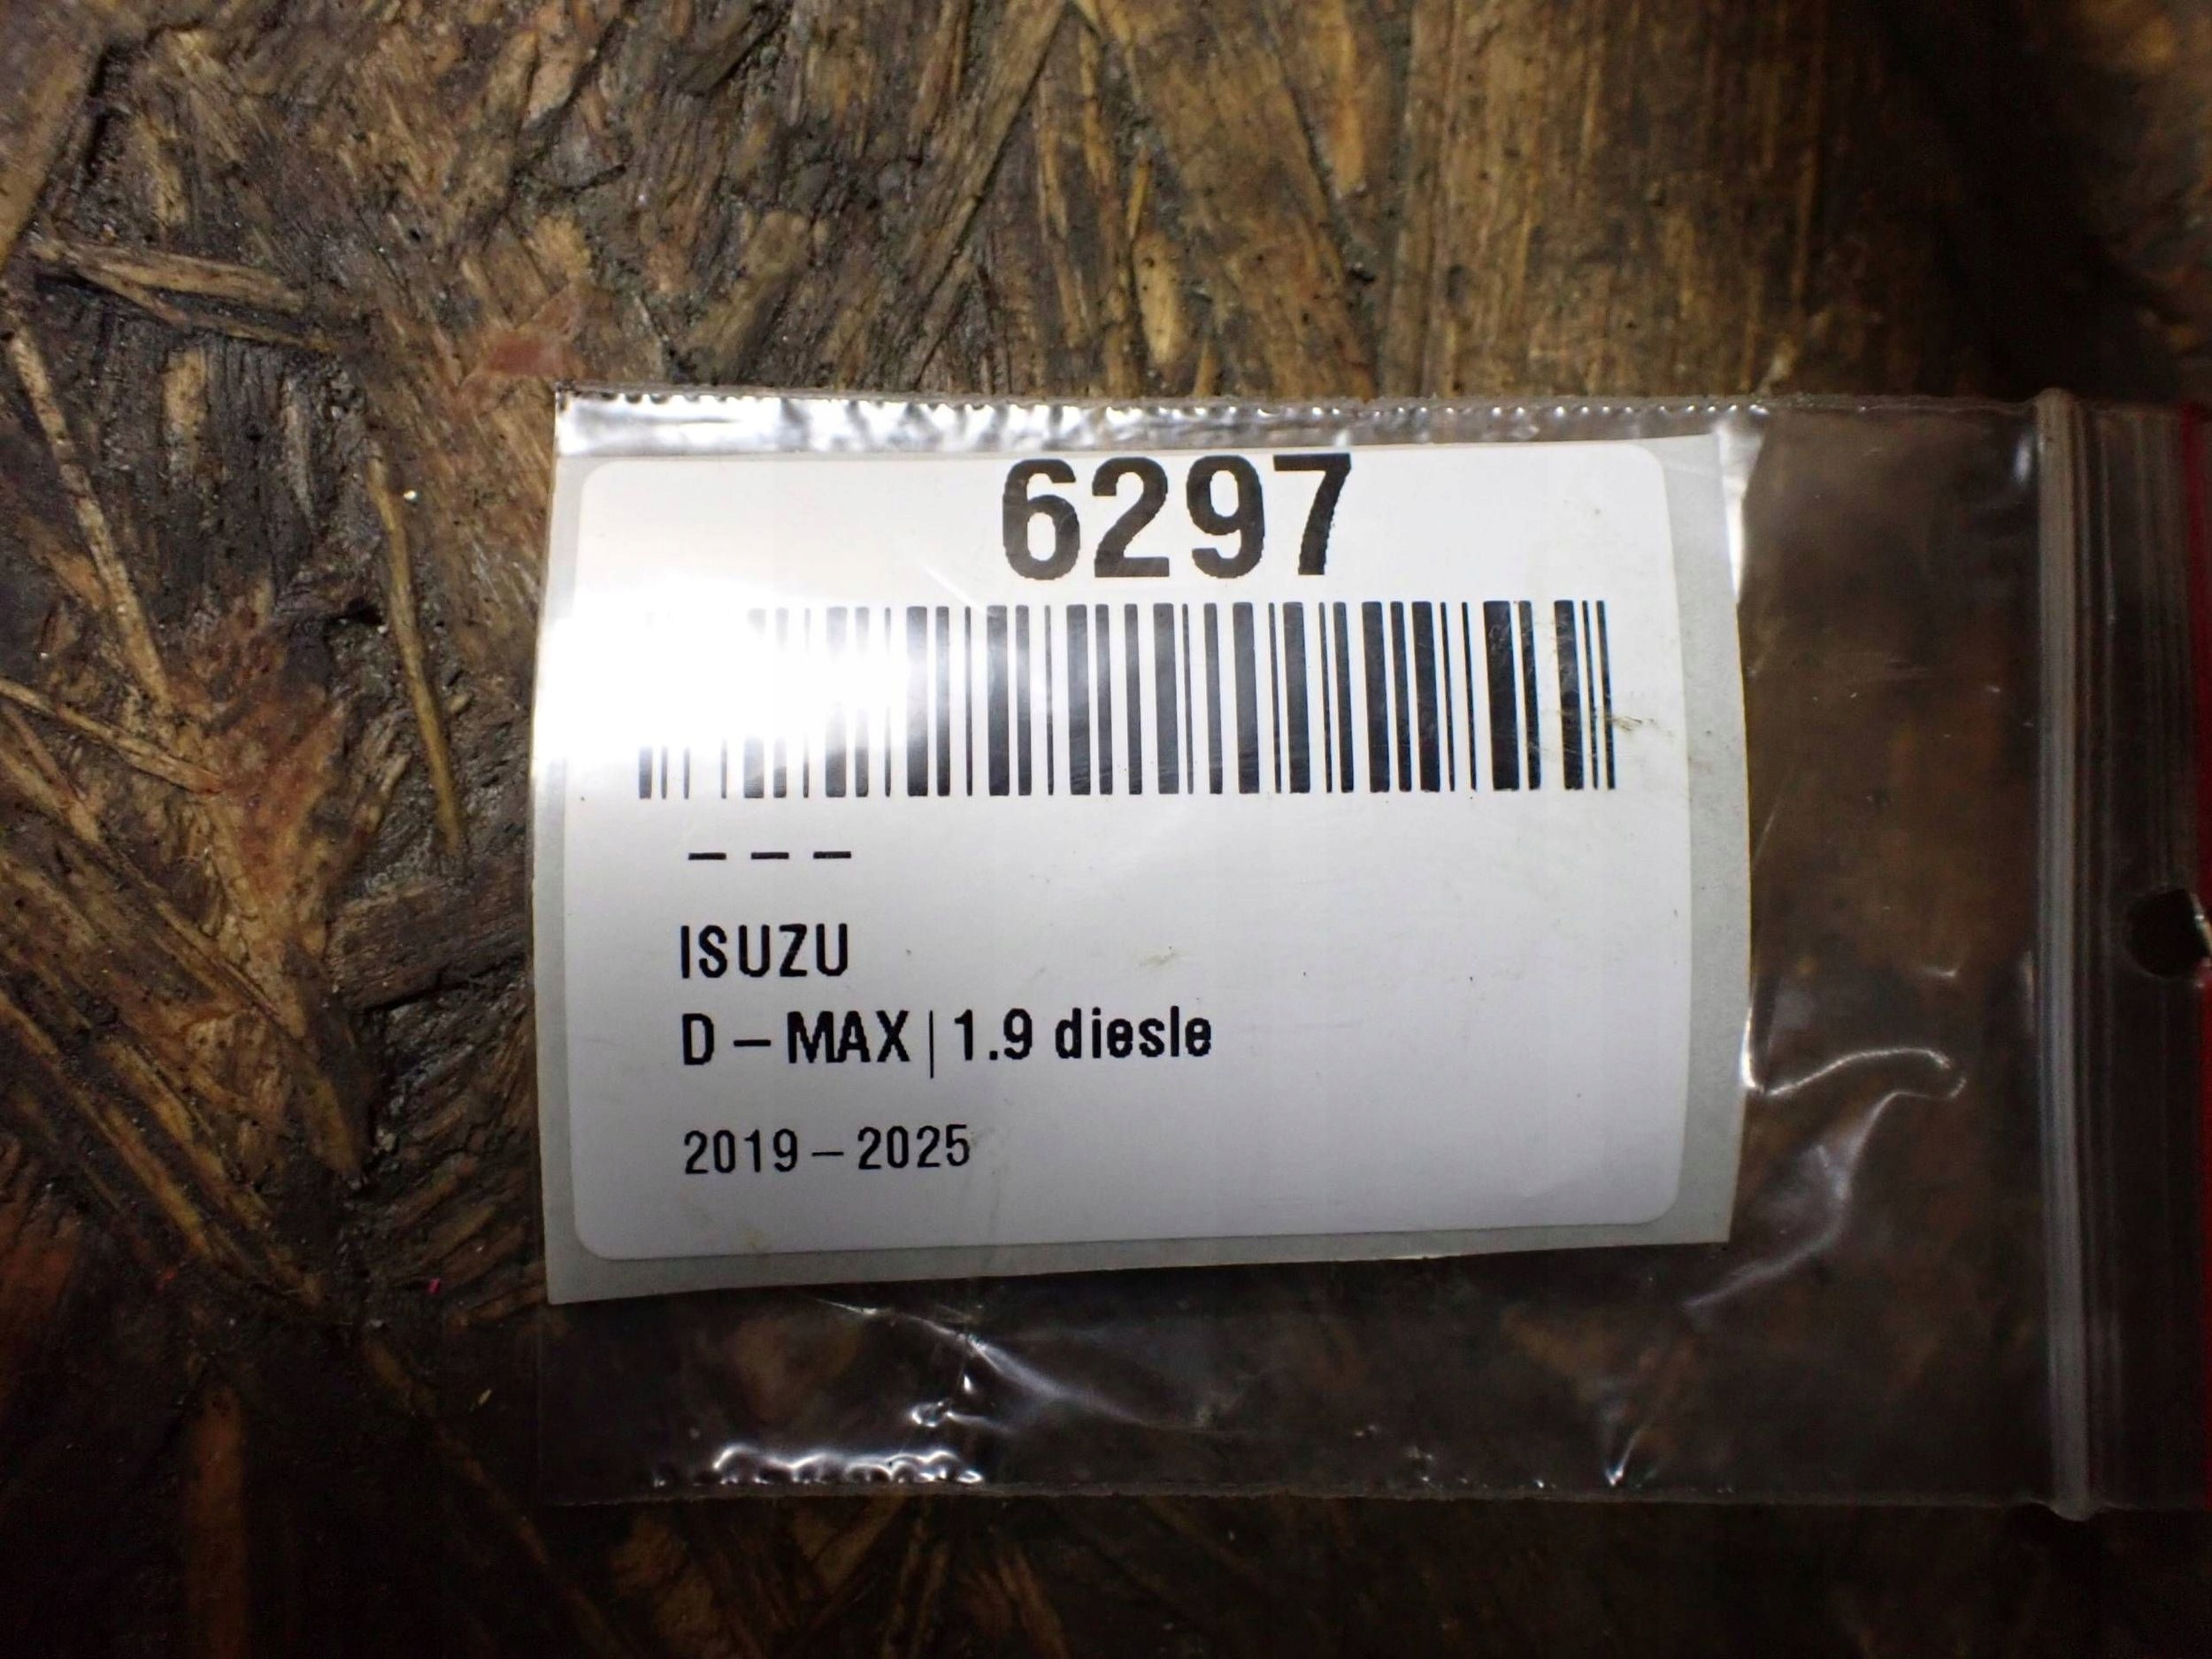 6297
– – –
ISUZU
D – MAX | 1.9 diesle
2019 – 2025